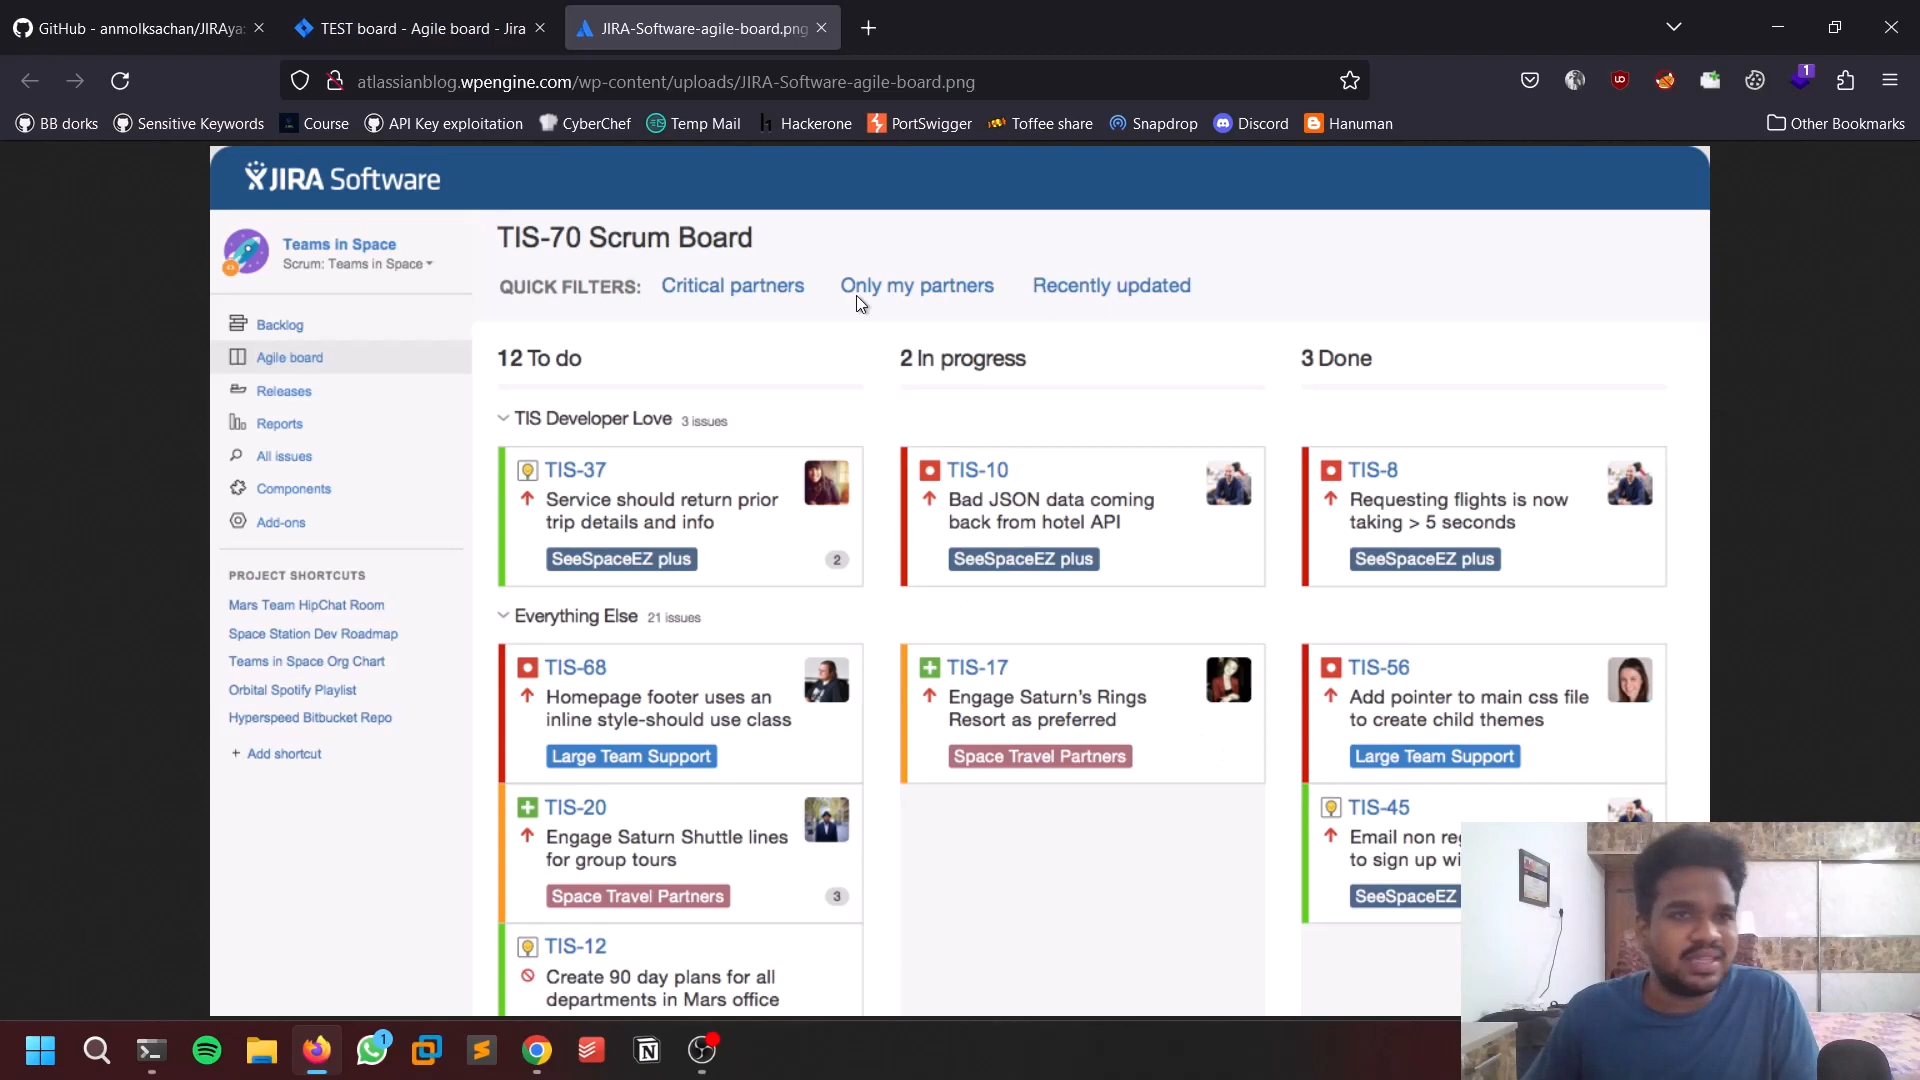 GitHub - anmolksachan/JIRAya:
TEST board - Agile board - Jira
JIRA-Software-agile-board.png
atlassianblog.wpengine.com/wp-content/uploads/JIRA-Software-agile-board.png
1
BB dorks
Sensitive Keywords
Course
API Key exploitation
CyberChef
Temp Mail
Hackerone
PortSwigger
Toffee share
Snapdrop
Discord
Hanuman
Other Bookmarks
JIRA Software
Teams in Space
Scrum: Teams in Space
Backlog
Agile board
Releases
Reports
All issues
Components
Add-ons
PROJECT SHORTCUTS
Mars Team HipChat Room
Space Station Dev Roadmap
Teams in Space Org Chart
Orbital Spotify Playlist
Hyperspeed Bitbucket Repo
+ Add shortcut
TIS-70 Scrum Board
QUICK FILTERS: Critical partners Only my partners Recently updated
12 To do
2 In progress
3 Done
TIS Developer Love 3 issues
TIS-37
Service should return prior
trip details and info
SeeSpaceEZ plus
2
TIS-10
Bad JSON data coming
back from hotel API
SeeSpaceEZ plus
TIS-8
Requesting flights is now
taking > 5 seconds
SeeSpaceEZ plus
Everything Else 21 issues
TIS-68
Homepage footer uses an
inline style-should use class
Large Team Support
TIS-17
Engage Saturn's Rings
Resort as preferred
Space Travel Partners
TIS-56
Add pointer to main css file
to create child themes
Large Team Support
TIS-20
Engage Saturn Shuttle lines
for group tours
Space Travel Partners
3
TIS-45
Email non
to sign up
SeeSpaceEZ
TIS-12
Create 90 day plans for all
departments in Mars office
1